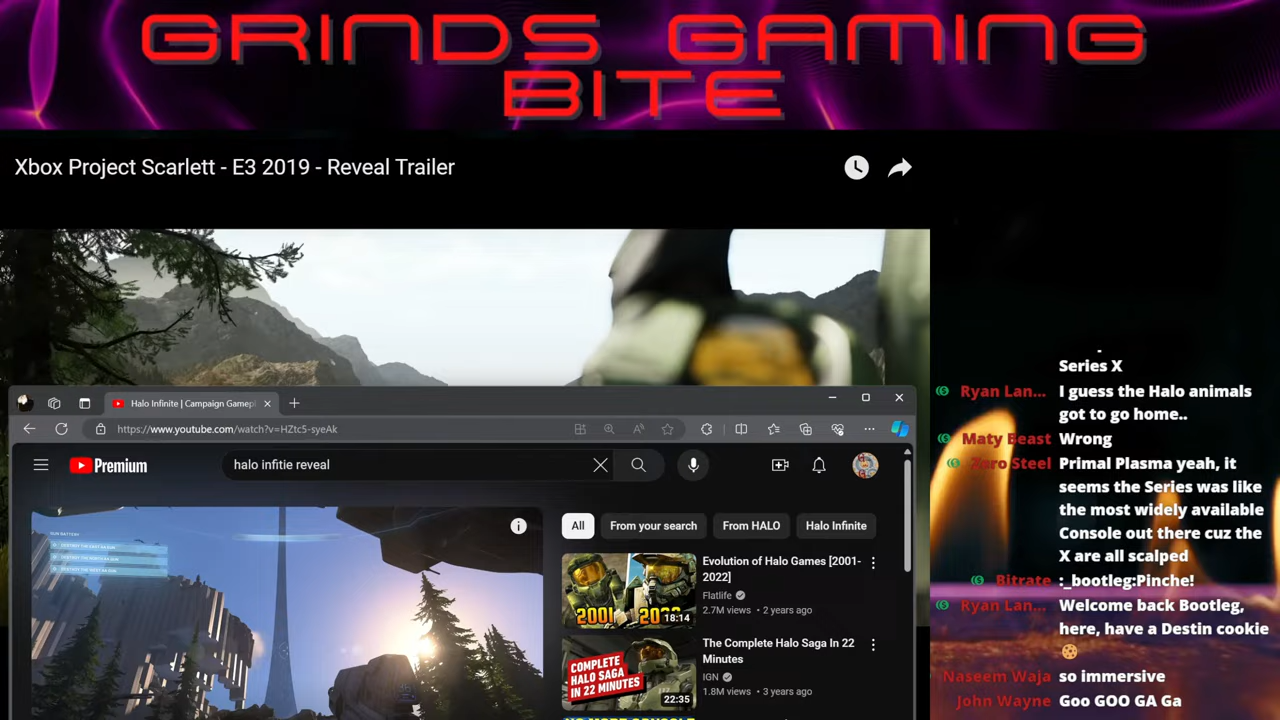 GRINDS GAMING
BITE
Xbox Project Scarlett - E3 2019 - Reveal Trailer
Halo Infinite | Campaign Gamepl
https://www.youtube.com/watch?v=HZtc5-syeAk
Premium
halo infitie reveal
All
From your search
From HALO
Halo Infinite
Evolution of Halo Games [2001-
2022]
Flatlife
2.7M views • 2 years ago
2001
18:14
The Complete Halo Saga In 22
Minutes
IGN
1.8M views • 3 years ago
COMPLETE
HALO SAGA
IN 22 MINUTES
22:35
Series X
Ryan Lan... I guess the Halo animals
got to go home..
Maty Beast Wrong
Zero Steel Primal Plasma yeah, it
seems the Series was like
the most widely available
Console out there cuz the
X are all scalped
Bitrate :_bootleg:Pinche!
Ryan Lan... Welcome back Bootleg,
here, have a Destin cookie
Naseem Waja so immersive
John Wayne Goo GOO GA Ga